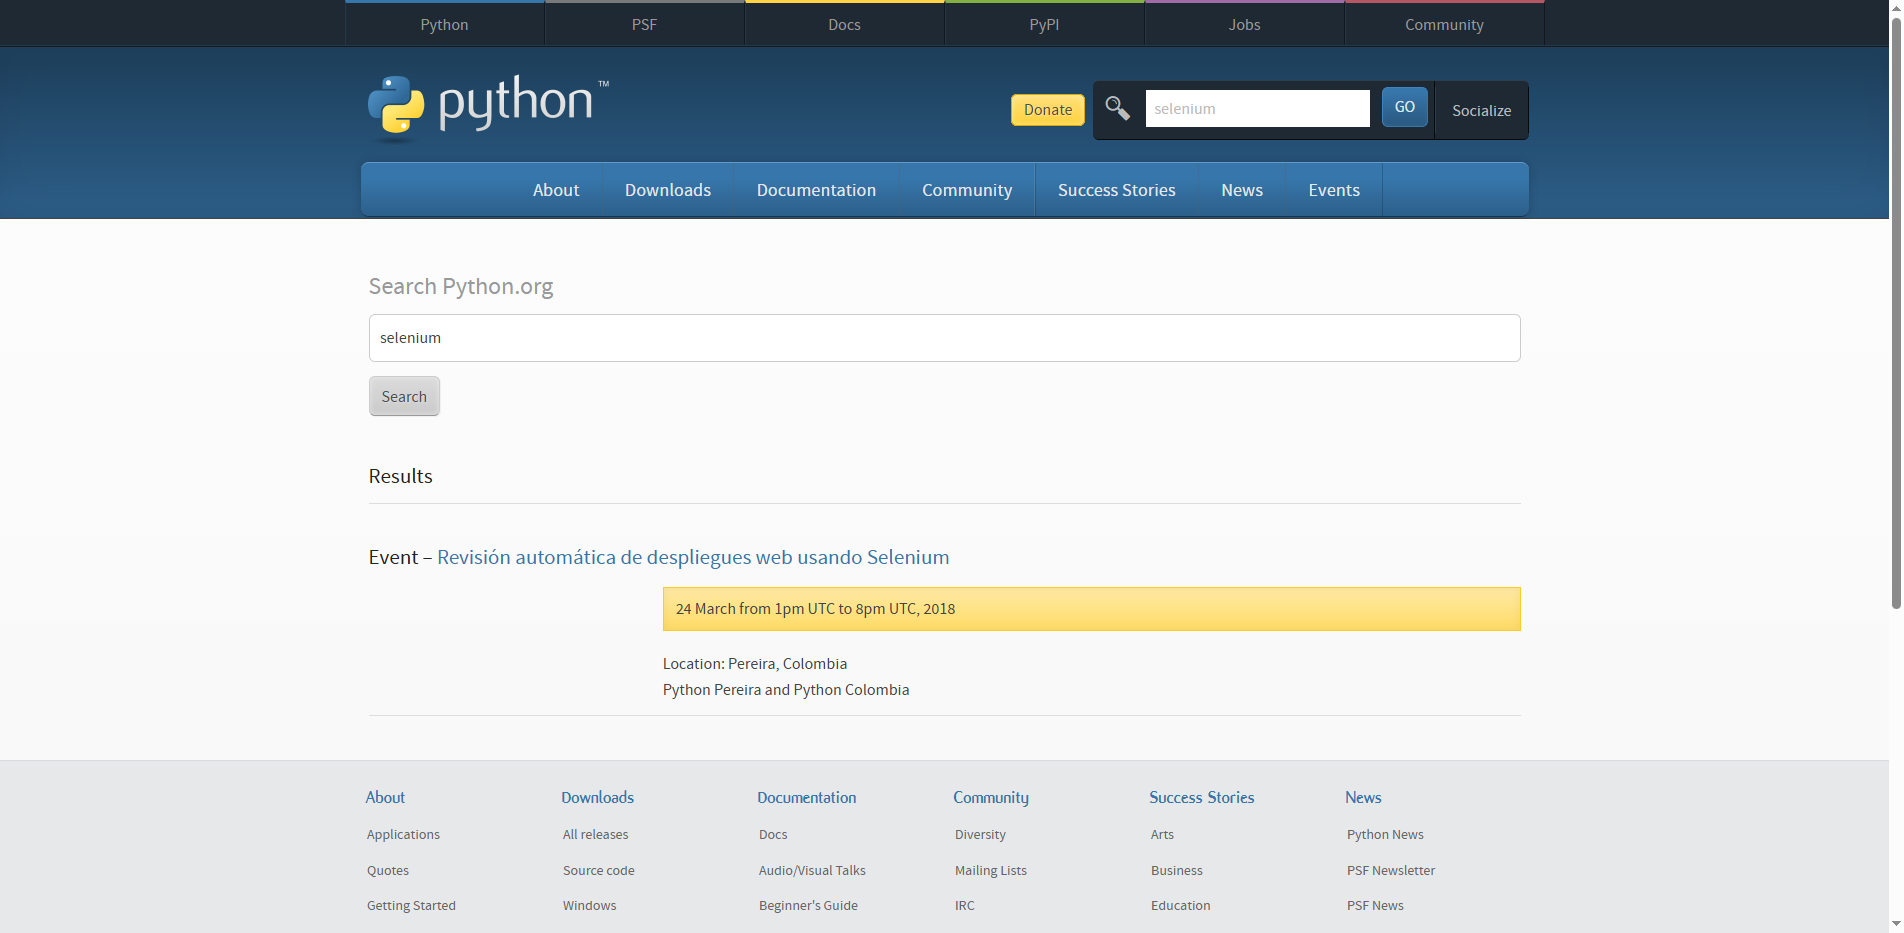 Python PSF Docs PyPI Jobs Community
python™
Donate selenium GO Socialize
About Downloads Documentation Community Success Stories News Events
Search Python.org
selenium
Search
Results
Event – Revisión automática de despliegues web usando Selenium
24 March from 1pm UTC to 8pm UTC, 2018
Location: Pereira, Colombia
Python Pereira and Python Colombia
About Downloads Documentation Community Success Stories News
Applications All releases Docs Diversity Arts Python News
Quotes Source code Audio/Visual Talks Mailing Lists Business PSF Newsletter
Getting Started Windows Beginner's Guide IRC Education PSF News